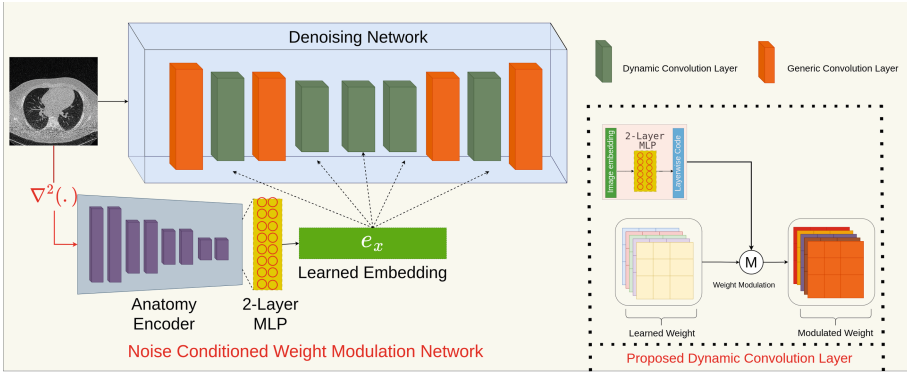 Denoising Network
Dynamic Convolution Layer
Generic Convolution Layer
∇²(.)
e_x
Learned Embedding
Anatomy
Encoder
2-Layer
MLP
Noise Conditioned Weight Modulation Network
Image embedding
2-Layer
MLP
Layerwise Code
M
Weight Modulation
Learned Weight
Modulated Weight
Proposed Dynamic Convolution Layer